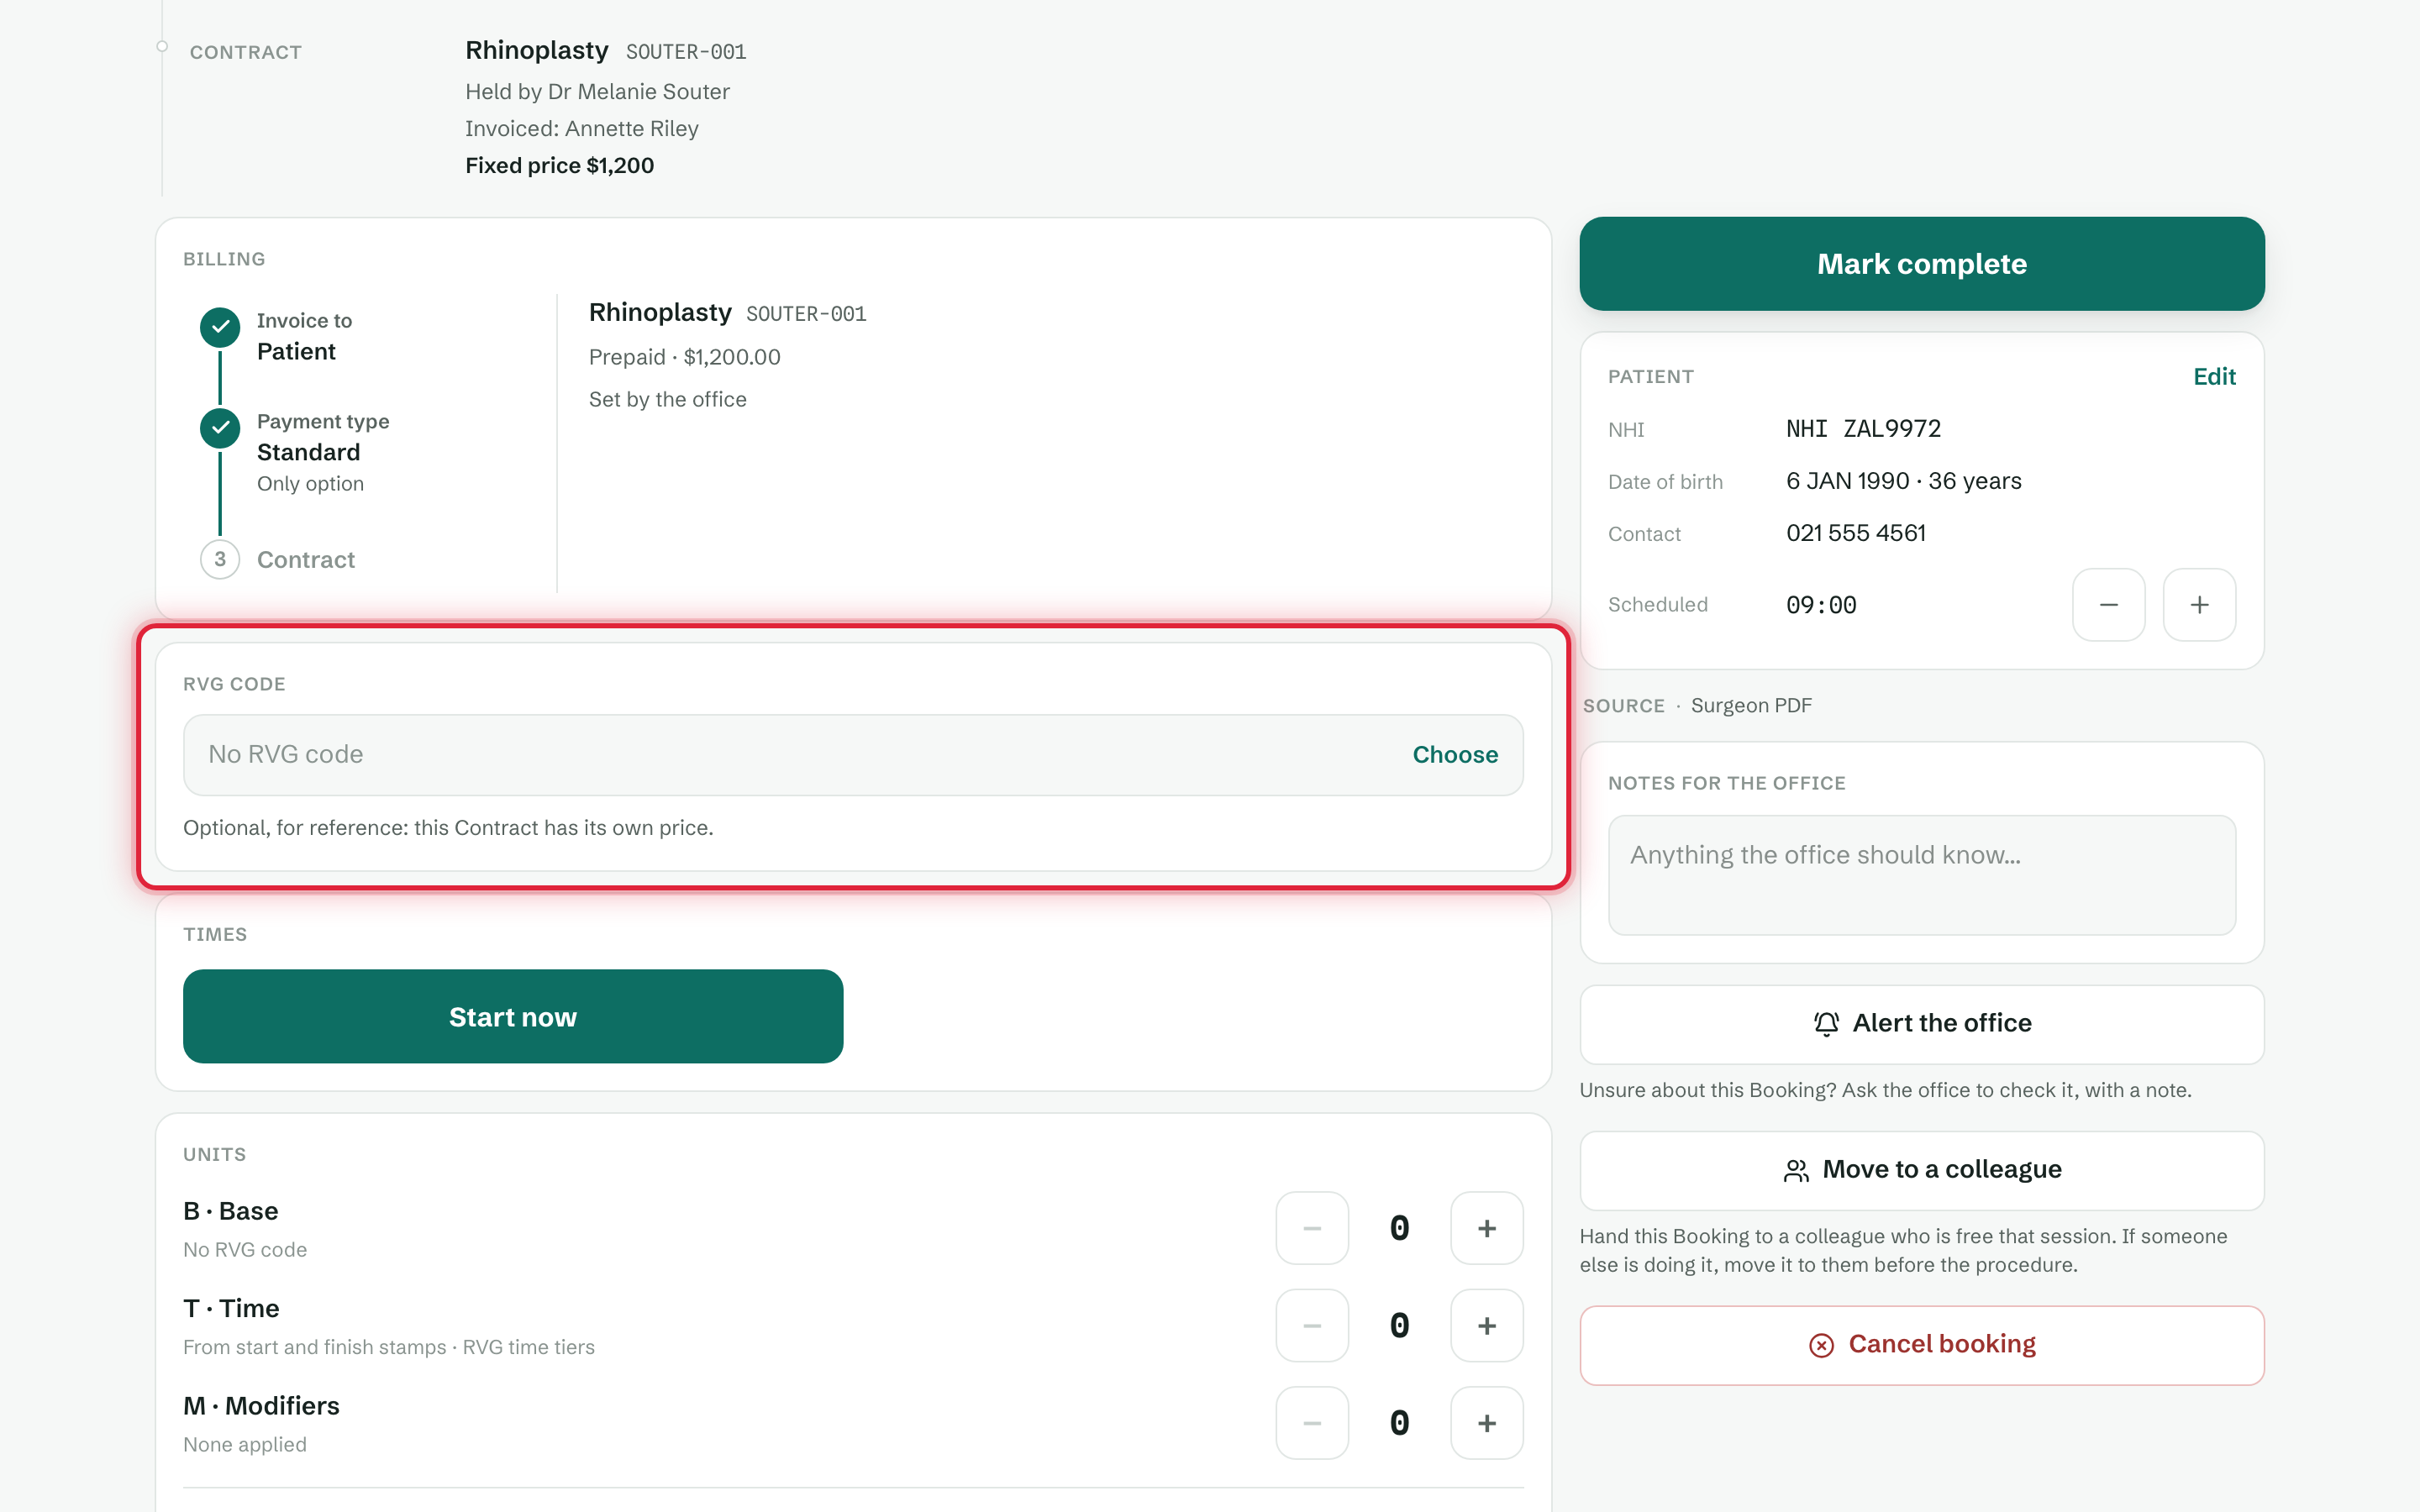 CONTRACT
Rhinoplasty SOUTER-001
Held by Dr Melanie Souter
Invoiced: Annette Riley
Fixed price $1,200
BILLING
Invoice to
Patient
Payment type
Standard
Only option
3 Contract
Rhinoplasty SOUTER-001
Prepaid · $1,200.00
Set by the office
RVG CODE
No RVG code Choose
Optional, for reference: this Contract has its own price.
TIMES
Start now
UNITS
B · Base
No RVG code
− 0 +
T · Time
From start and finish stamps · RVG time tiers
− 0 +
M · Modifiers
None applied
− 0 +
Mark complete
PATIENT Edit
NHI NHI ZAL9972
Date of birth 6 JAN 1990 · 36 years
Contact 021 555 4561
Scheduled 09:00 − +
SOURCE · Surgeon PDF
NOTES FOR THE OFFICE
Anything the office should know...
Alert the office
Unsure about this Booking? Ask the office to check it, with a note.
Move to a colleague
Hand this Booking to a colleague who is free that session. If someone
else is doing it, move it to them before the procedure.
Cancel booking